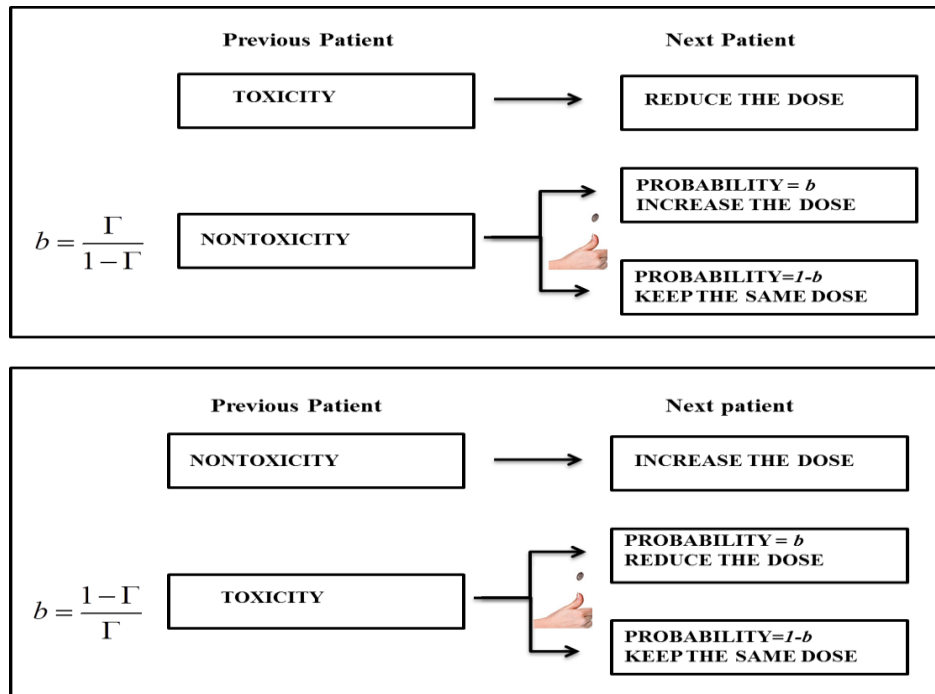 Previous Patient
Next Patient
TOXICITY
REDUCE THE DOSE
PROBABILITY = b
INCREASE THE DOSE
b = Γ / (1 − Γ)
NONTOXICITY
PROBABILITY=1-b
KEEP THE SAME DOSE
Previous Patient
Next patient
NONTOXICITY
INCREASE THE DOSE
PROBABILITY = b
REDUCE THE DOSE
b = (1 − Γ) / Γ
TOXICITY
PROBABILITY=1-b
KEEP THE SAME DOSE